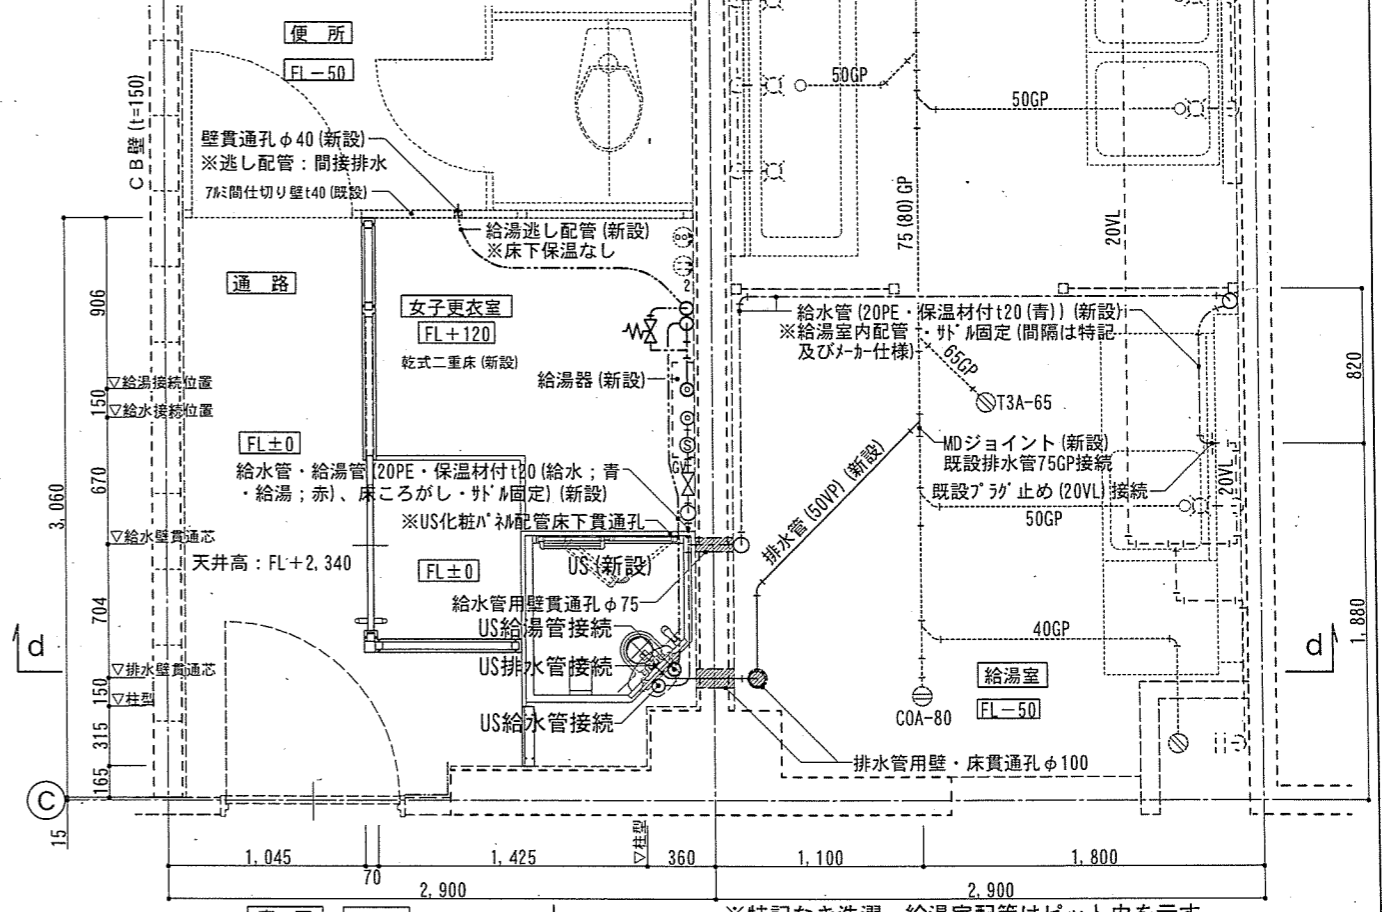 便 所
FL－50
CB壁(t=150)
壁貫通孔φ40(新設)
※逃し配管：間接排水
アルミ間仕切り壁t40(既設)
給湯逃し配管(新設)
※床下保温なし
50GP
50GP
75(80)GP
20VL
通 路
女子更衣室
FL＋120
乾式二重床(新設)
2
給水管(20PE・保温材付t20(青))(新設)
※給湯室内配管・ｻﾄﾞﾙ固定(間隔は特記
及びﾒｰｶｰ仕様)
65GP
T3A-65
給湯器(新設)
906
▽給湯接続位置
150
▽給水接続位置
820
FL±0
MDジョイント(新設)
既設排水管75GP接続
給水管・給湯管(20PE・保温材付t20(給水；青
・給湯；赤)、床ころがし・ｻﾄﾞﾙ固定)(新設)
GV
既設ﾌﾟﾗｸﾞ止め(20VL)接続
20VL
50GP
670
3,060
※US化粧ﾊﾟﾈﾙ配管床下貫通孔
排水管(50VP)(新設)
▽給水壁貫通芯
天井高：FL＋2,340
FL±0
US(新設)
給水管用壁貫通孔φ75
704
US給湯管接続
40GP
1,880
d
d
US排水管接続
▽排水壁貫通芯
給湯室
150
▽柱型
FL－50
COA-80
US給水管接続
315
排水管用壁・床貫通孔φ100
165
C
15
▽柱型
1,045
70
1,425
360
1,100
1,800
2,900
2,900